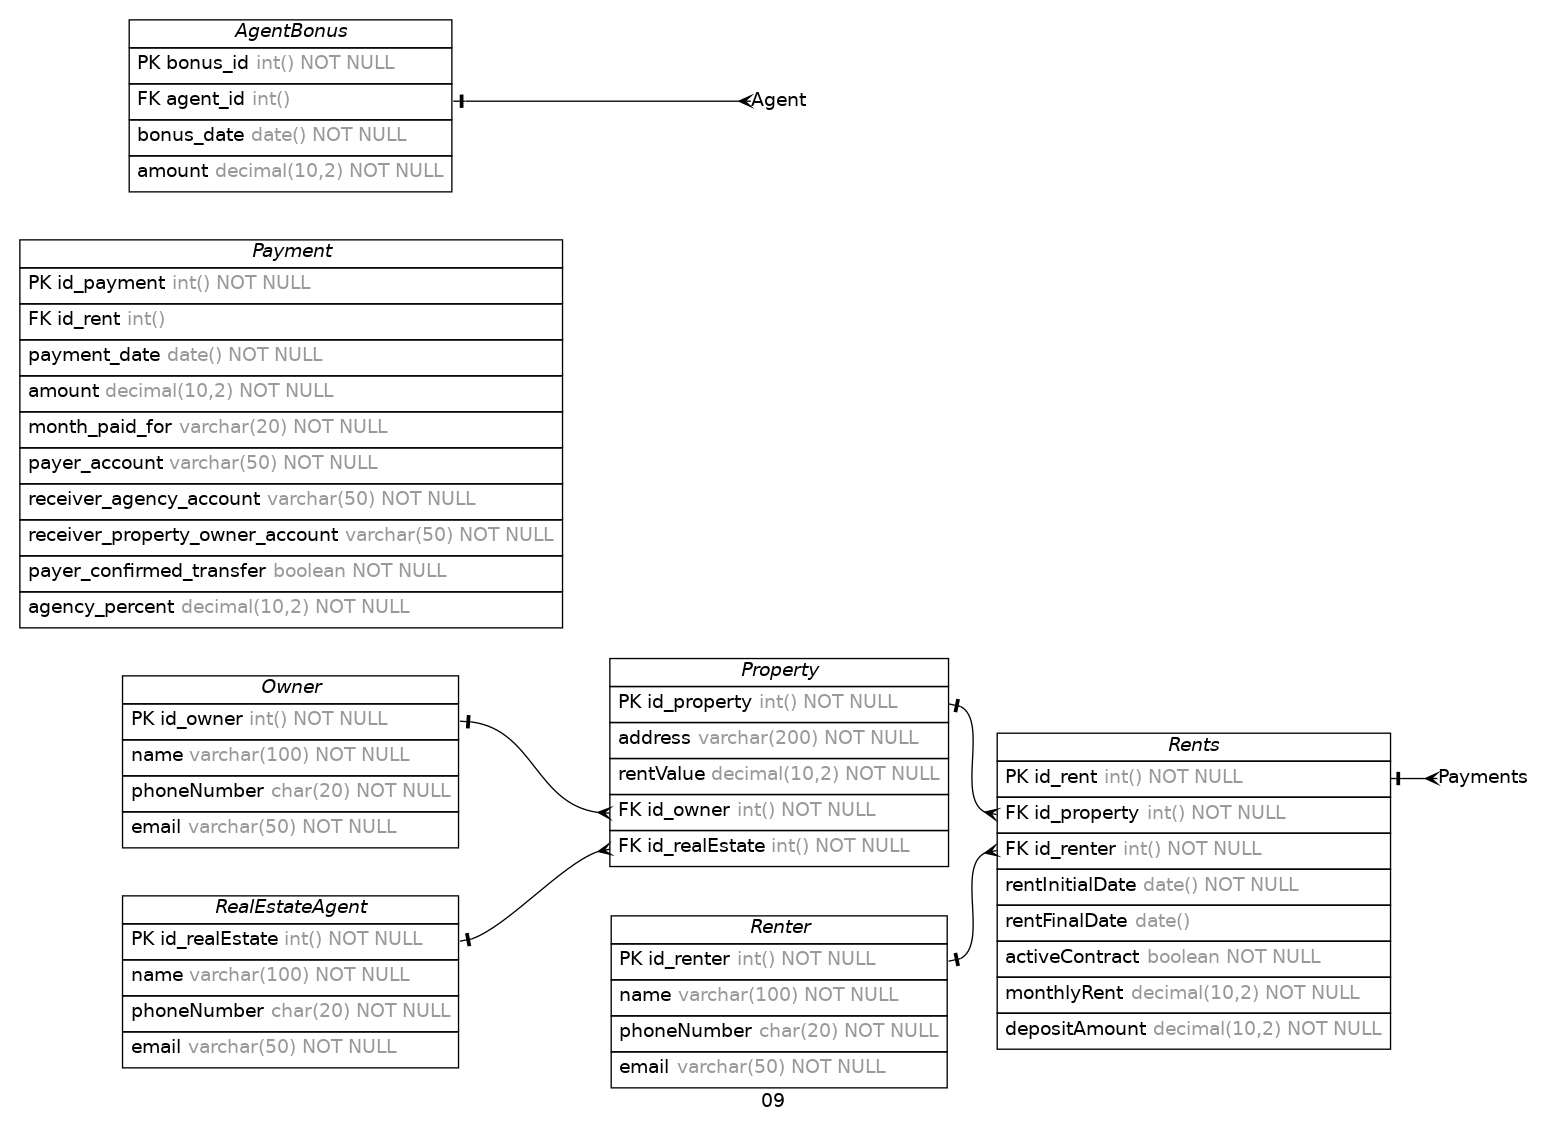 AgentBonus
PK bonus_id int() NOT NULL
FK agent_id int()
bonus_date date() NOT NULL
amount decimal(10,2) NOT NULL
Agent
Payment
PK id_payment int() NOT NULL
FK id_rent int()
payment_date date() NOT NULL
amount decimal(10,2) NOT NULL
month_paid_for varchar(20) NOT NULL
payer_account varchar(50) NOT NULL
receiver_agency_account varchar(50) NOT NULL
receiver_property_owner_account varchar(50) NOT NULL
payer_confirmed_transfer boolean NOT NULL
agency_percent decimal(10,2) NOT NULL
Owner
PK id_owner int() NOT NULL
name varchar(100) NOT NULL
phoneNumber char(20) NOT NULL
email varchar(50) NOT NULL
RealEstateAgent
PK id_realEstate int() NOT NULL
name varchar(100) NOT NULL
phoneNumber char(20) NOT NULL
email varchar(50) NOT NULL
Property
PK id_property int() NOT NULL
address varchar(200) NOT NULL
rentValue decimal(10,2) NOT NULL
FK id_owner int() NOT NULL
FK id_realEstate int() NOT NULL
Renter
PK id_renter int() NOT NULL
name varchar(100) NOT NULL
phoneNumber char(20) NOT NULL
email varchar(50) NOT NULL
Rents
PK id_rent int() NOT NULL
FK id_property int() NOT NULL
FK id_renter int() NOT NULL
rentInitialDate date() NOT NULL
rentFinalDate date()
activeContract boolean NOT NULL
monthlyRent decimal(10,2) NOT NULL
depositAmount decimal(10,2) NOT NULL
Payments
09